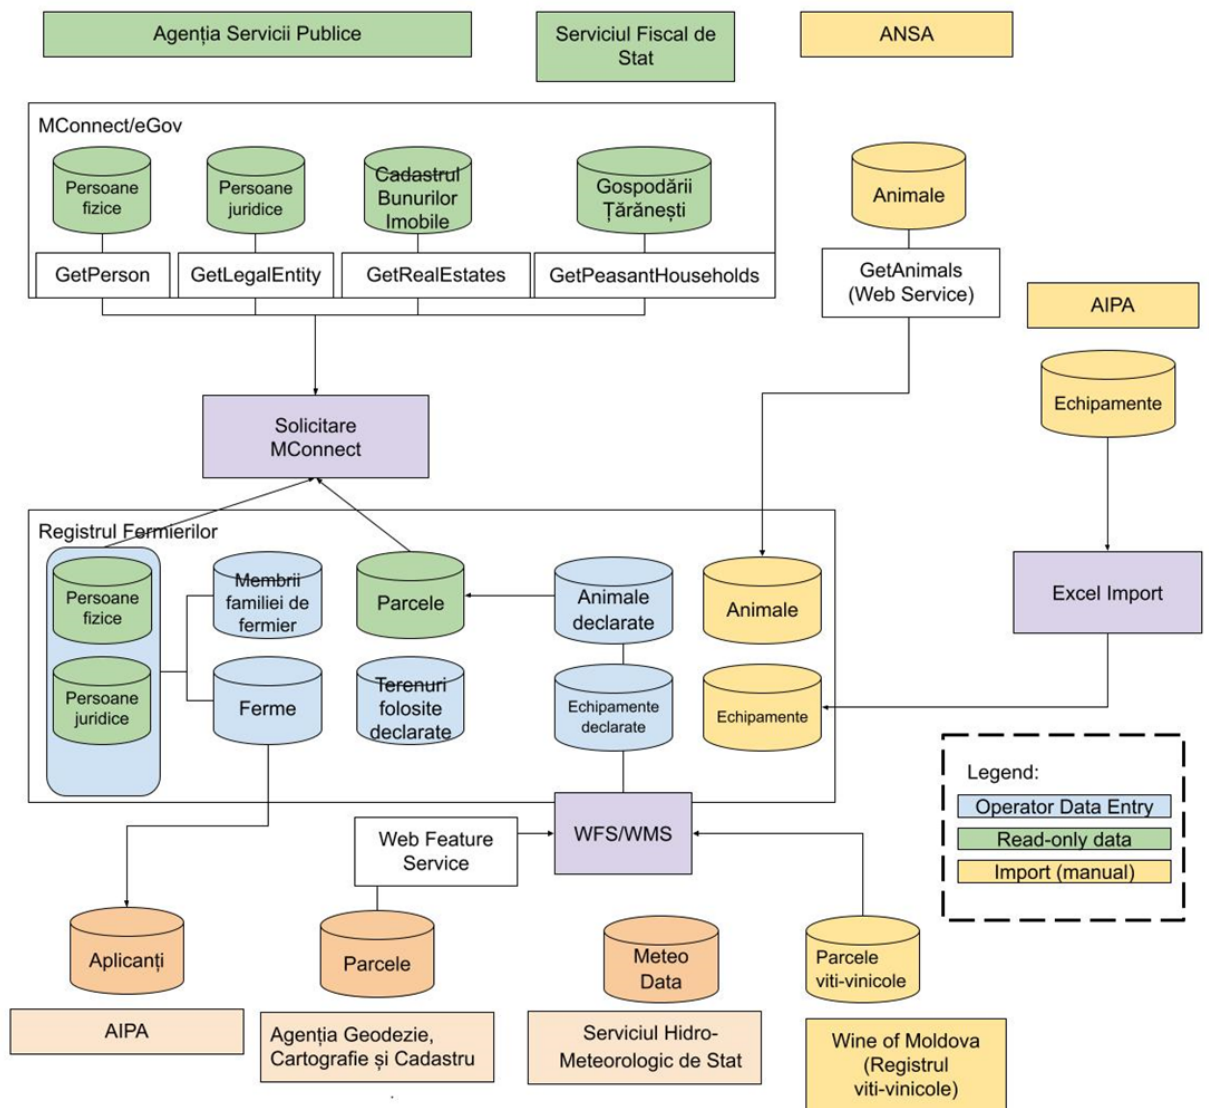 Agenția Servicii Publice
Serviciul Fiscal de
Stat
ANSA
MConnect/eGov
Persoane
fizice
Persoane
juridice
Cadastrul
Bunurilor
Imobile
Gospodării
Țărănești
Animale
GetPerson
GetLegalEntity
GetRealEstates
GetPeasantHouseholds
GetAnimals
(Web Service)
AIPA
Echipamente
Solicitare
MConnect
Registrul Fermierilor
Persoane
fizice
Membrii
familiei de
fermier
Parcele
Animale
declarate
Animale
Excel Import
Persoane
juridice
Ferme
Terenuri
folosite
declarate
Echipamente
declarate
Echipamente
Legend:
Operator Data Entry
Read-only data
Import (manual)
Web Feature
Service
WFS/WMS
Aplicanți
Parcele
Meteo
Data
Parcele
viti-vinicole
AIPA
Agenția Geodezie,
Cartografie și Cadastru
Serviciul Hidro-
Meteorologic de Stat
Wine of Moldova
(Registrul
viti-vinicole)